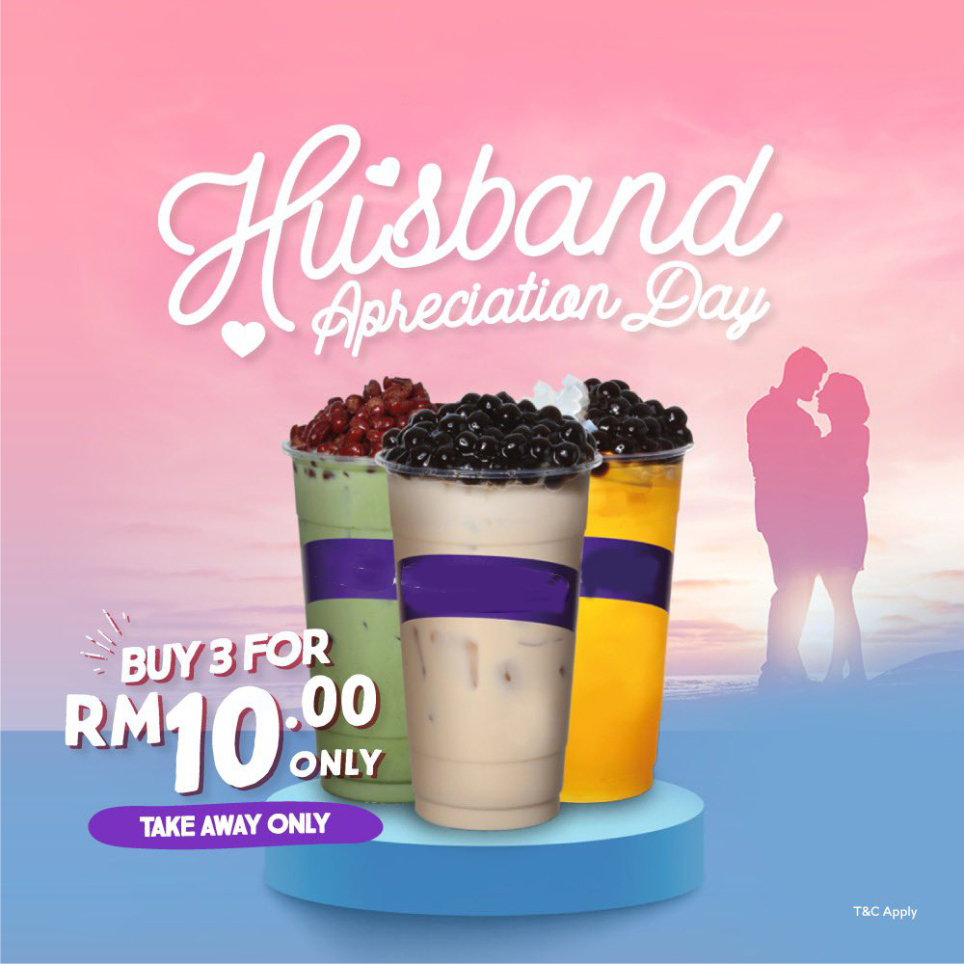 Husband
Apreciation Day
BUY 3 FOR
RM10.00
ONLY
TAKE AWAY ONLY
T&C Apply